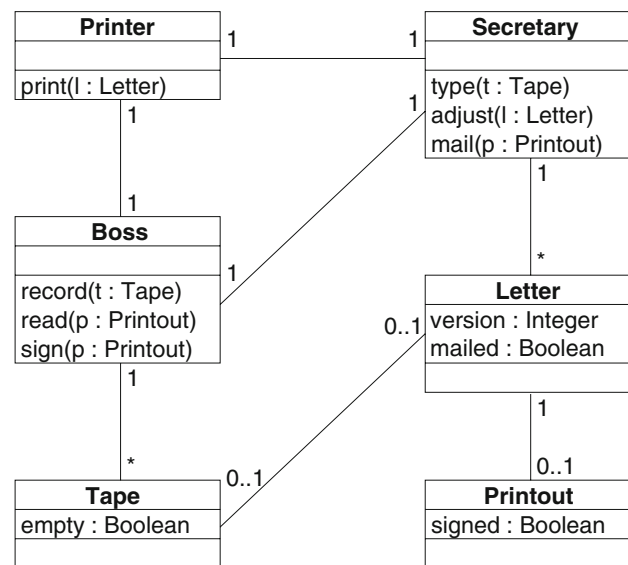 Printer
print(l : Letter)
1
1
Secretary
type(t : Tape)
adjust(l : Letter)
mail(p : Printout)
1
1
1
1
Boss
record(t : Tape)
read(p : Printout)
sign(p : Printout)
1
1
*
Letter
version : Integer
mailed : Boolean
0..1
1
*
0..1
1
0..1
Tape
empty : Boolean
Printout
signed : Boolean